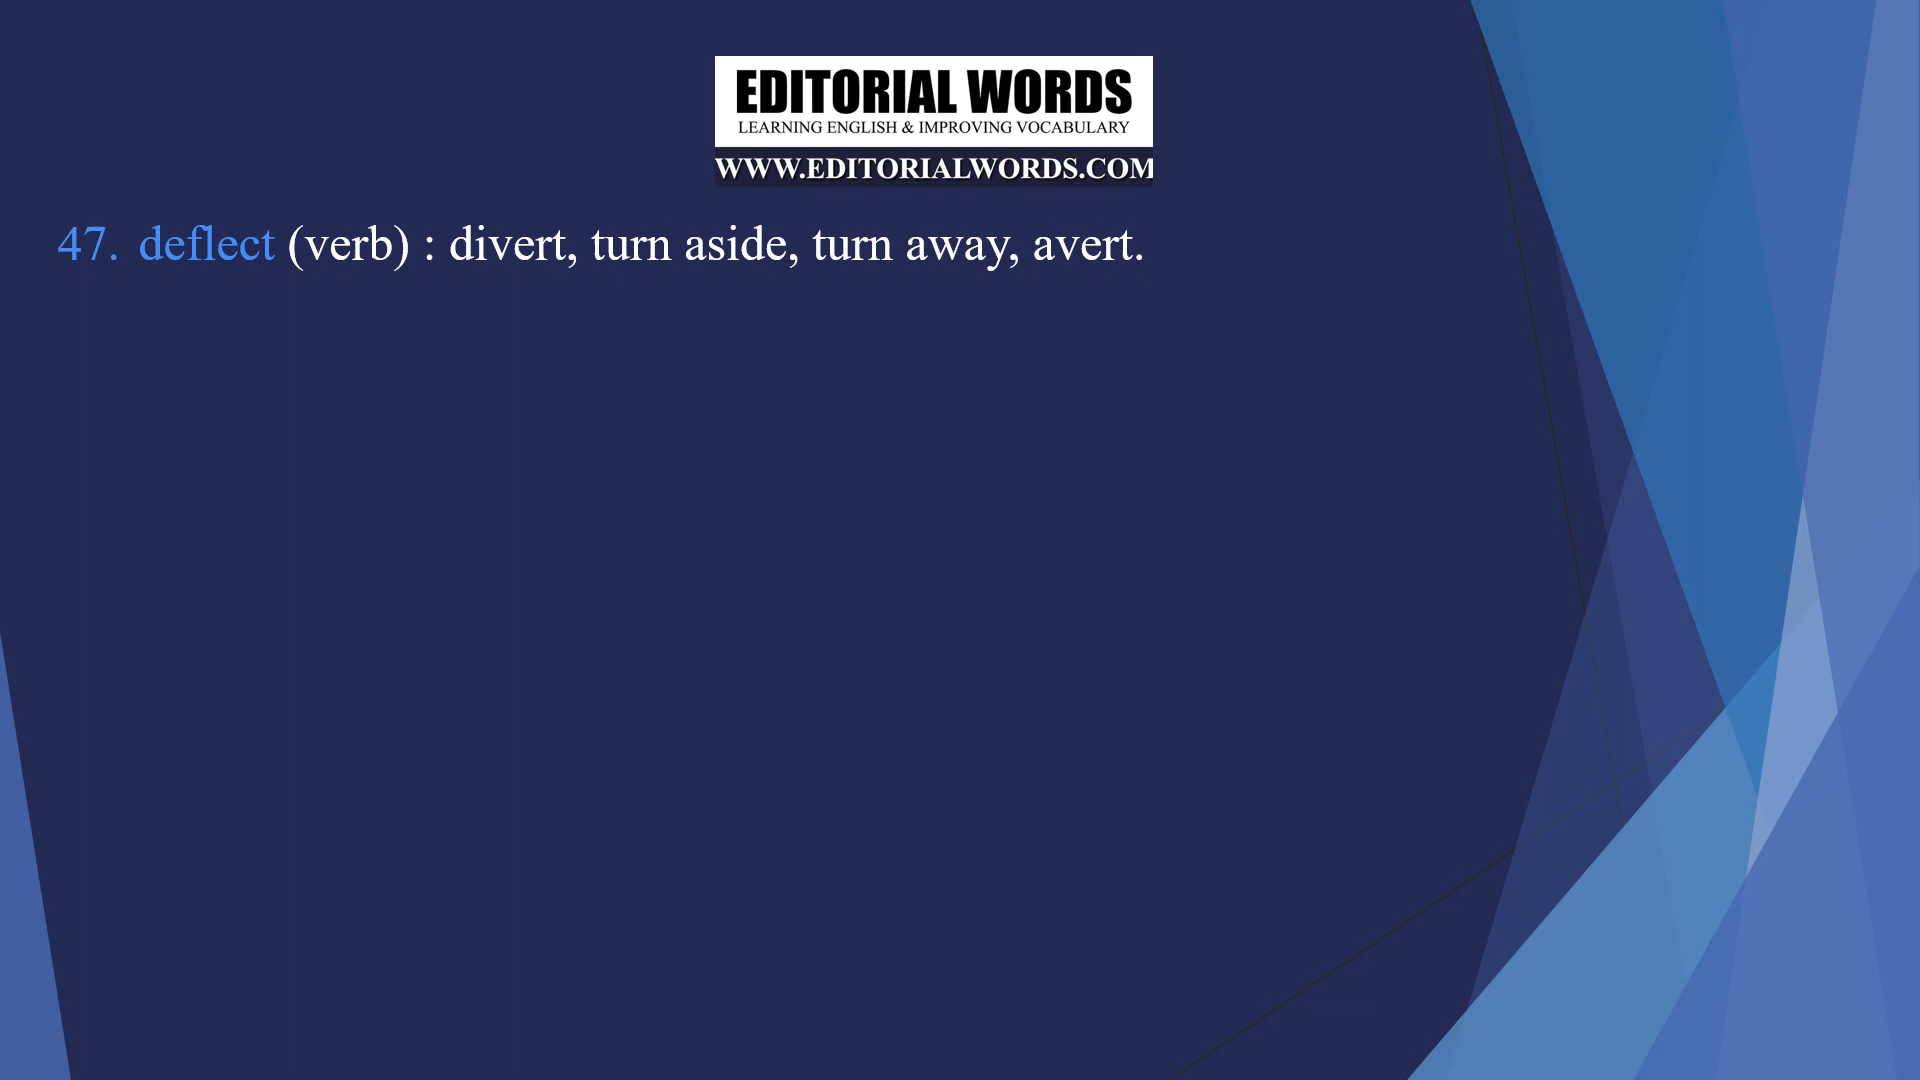 EDITORIAL WORDS
LEARNING ENGLISH & IMPROVING VOCABULARY
WWW.EDITORIALWORDS.COM
47. deflect (verb) : divert, turn aside, turn away, avert.